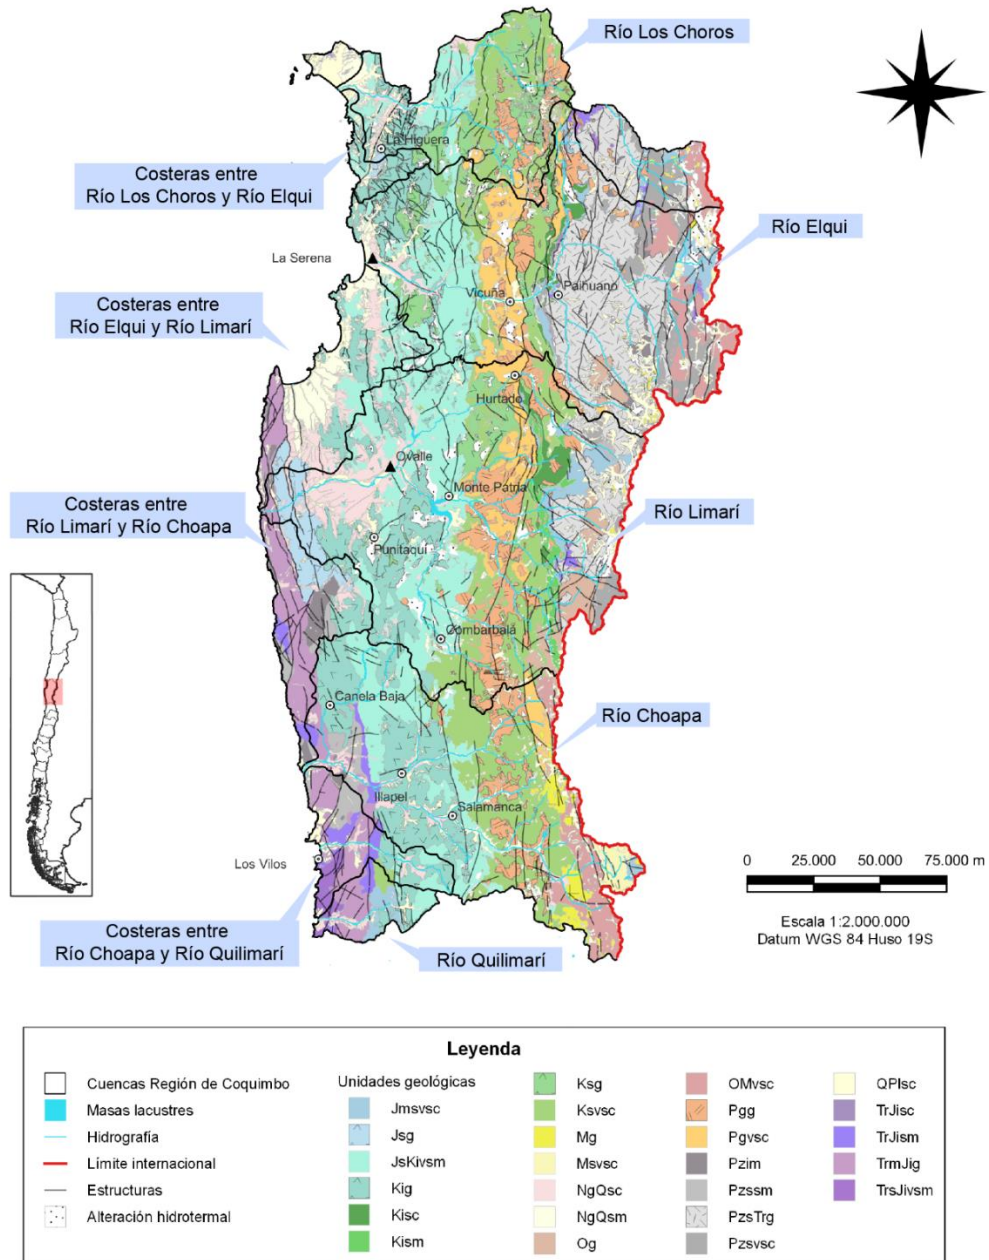 Río Los Choros
La Higuera
Costeras entre
Río Los Choros y Río Elqui
Río Elqui
La Serena
Vicuña
Paihuano
Costeras entre
Río Elqui y Río Limarí
Hurtado
Ovalle
Monte Patria
Costeras entre
Río Limarí y Río Choapa
Río Limarí
Punitaqui
Combarbalá
Canela Baja
Río Choapa
Illapel
Salamanca
Los Vilos
0 25.000 50.000 75.000 m
Escala 1:2.000.000
Datum WGS 84 Huso 19S
Costeras entre
Río Choapa y Río Quilimarí
Río Quilimarí
Leyenda
Cuencas Región de Coquimbo
Masas lacustres
Hidrografía
Límite internacional
Estructuras
Alteración hidrotermal
Unidades geológicas
Jmsvsc
Jsg
JsKivsm
Kig
Kisc
Kism
Ksg
Ksvsc
Mg
Msvsc
NgQsc
NgQsm
Og
OMvsc
Pgg
Pgvsc
Pzim
Pzssm
PzsTrg
Pzsvsc
QPlsc
TrJisc
TrJism
TrmJig
TrsJivsm